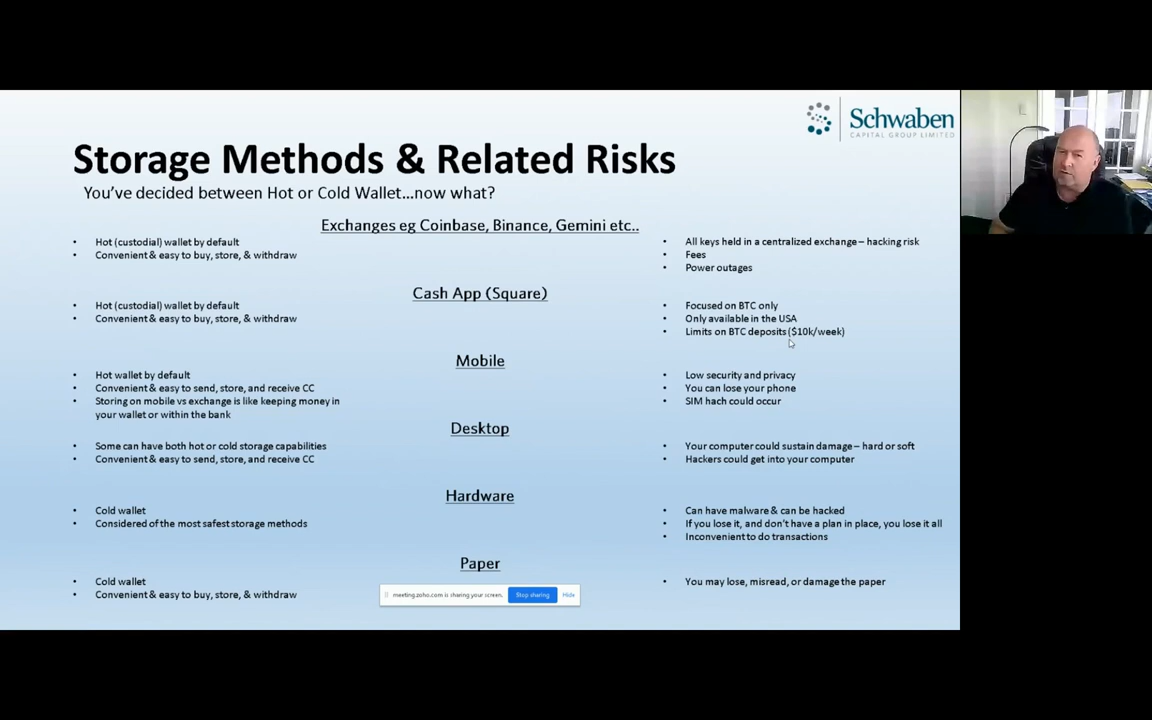 Schwaben
CAPITAL GROUP LIMITED
Storage Methods & Related Risks
You've decided between Hot or Cold Wallet...now what?
Exchanges eg Coinbase, Binance, Gemini etc..
• Hot (custodial) wallet by default
• Convenient & easy to buy, store, & withdraw
• All keys held in a centralized exchange – hacking risk
• Fees
• Power outages
Cash App (Square)
• Hot (custodial) wallet by default
• Convenient & easy to buy, store, & withdraw
• Focused on BTC only
• Only available in the USA
• Limits on BTC deposits ($10k/week)
Mobile
• Hot wallet by default
• Convenient & easy to send, store, and receive CC
• Storing on mobile vs exchange is like keeping money in
your wallet or within the bank
• Low security and privacy
• You can lose your phone
• SIM hach could occur
Desktop
• Some can have both hot or cold storage capabilities
• Convenient & easy to send, store, and receive CC
• Your computer could sustain damage – hard or soft
• Hackers could get into your computer
Hardware
• Cold wallet
• Considered of the most safest storage methods
• Can have malware & can be hacked
• If you lose it, and don't have a plan in place, you lose it all
• Inconvenient to do transactions
Paper
• Cold wallet
• Convenient & easy to buy, store, & withdraw
• You may lose, misread, or damage the paper
meeting.zoho.com is sharing your screen.
Stop sharing
Hide